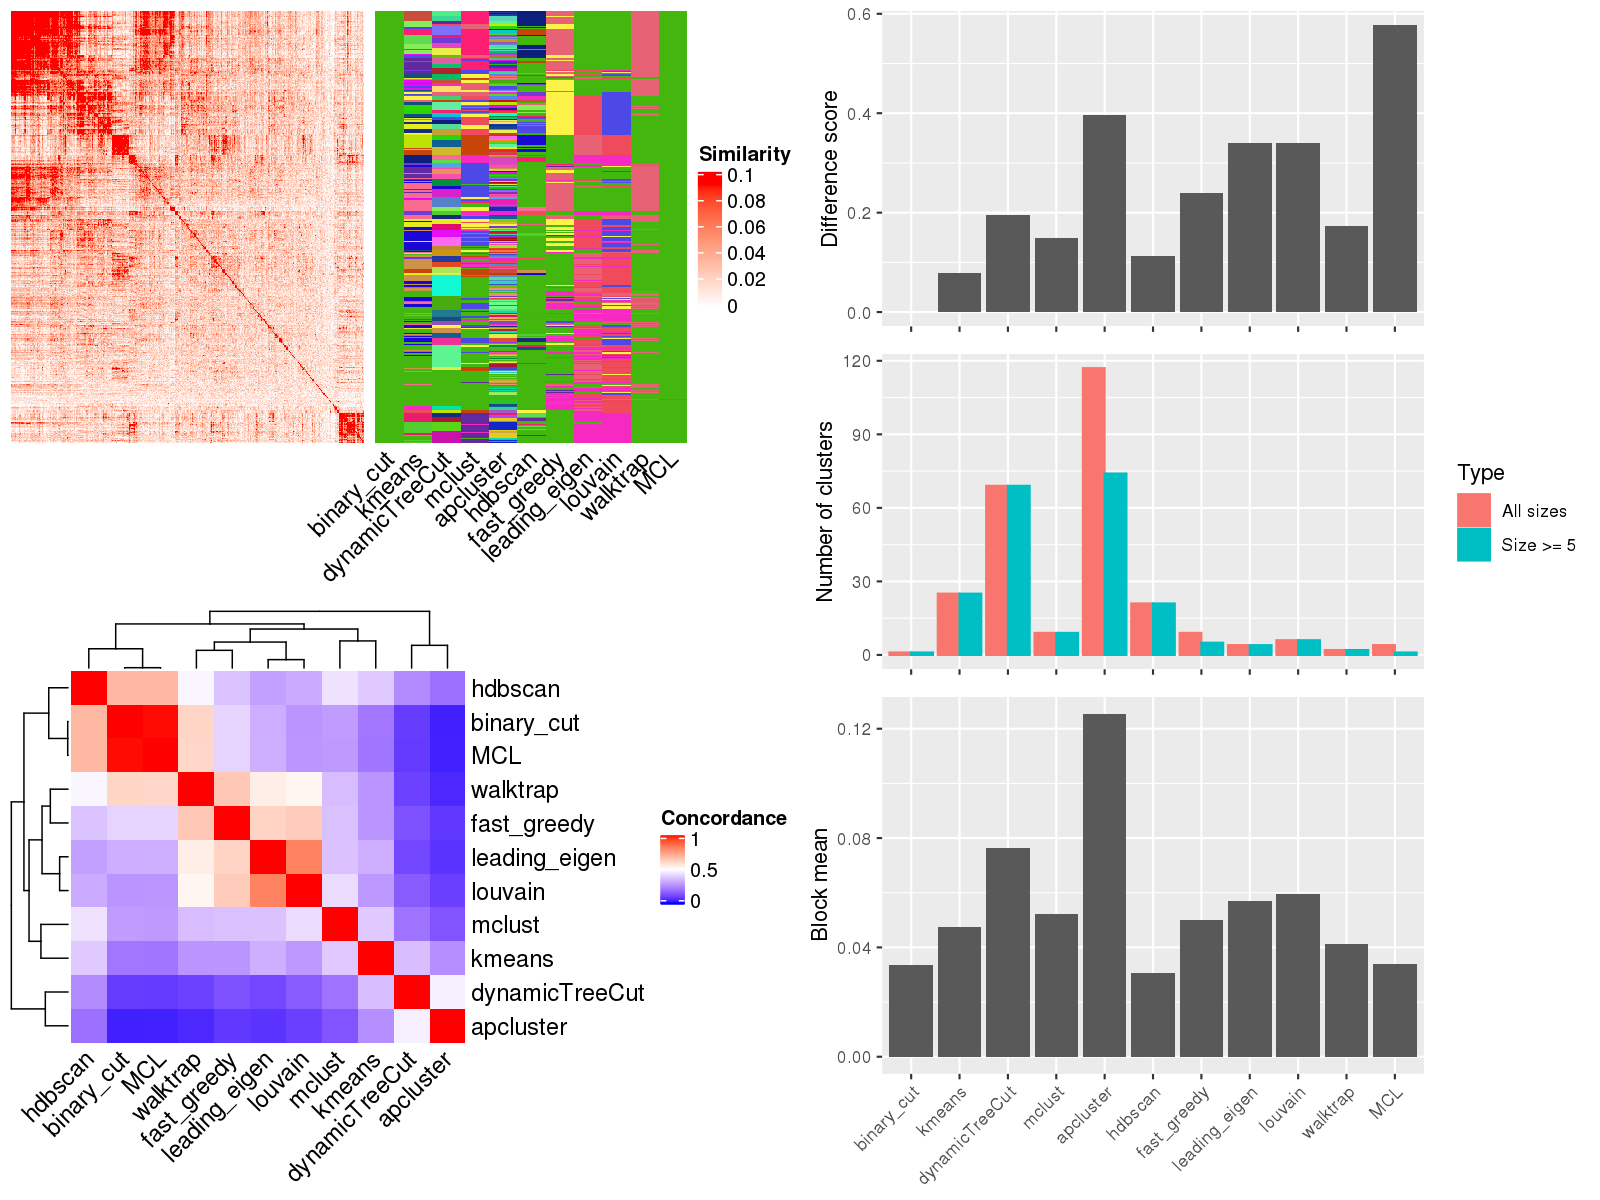 Similarity
0.1
0.08
0.06
0.04
0.02
0
binary_cut
kmeans
dynamicTreeCut
mclust
apcluster
hdbscan
fast_greedy
leading_eigen
louvain
walktrap
MCL
hdbscan
binary_cut
MCL
walktrap
fast_greedy
leading_eigen
louvain
mclust
kmeans
dynamicTreeCut
apcluster
hdbscan
binary_cut
MCL
walktrap
fast_greedy
leading_eigen
louvain
mclust
kmeans
dynamicTreeCut
apcluster
Concordance
1
0.5
0
Difference score
0.6
0.4
0.2
0.0
Number of clusters
120
90
60
30
0
Type
All sizes
Size >= 5
Block mean
0.12
0.08
0.04
0.00
binary_cut
kmeans
dynamicTreeCut
mclust
apcluster
hdbscan
fast_greedy
leading_eigen
louvain
walktrap
MCL